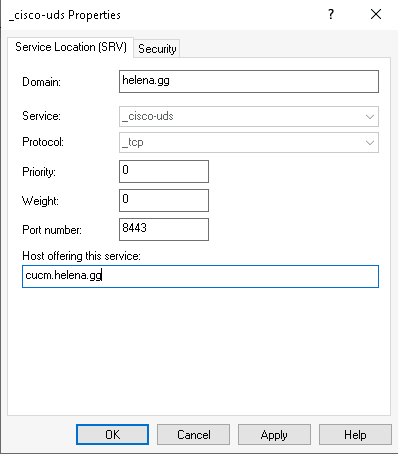 _cisco-uds Properties
Service Location (SRV) Security
Domain: helena.gg
Service: _cisco-uds
Protocol: _tcp
Priority: 0
Weight: 0
Port number: 8443
Host offering this service:
cucm.helena.gg
OK Cancel Apply Help